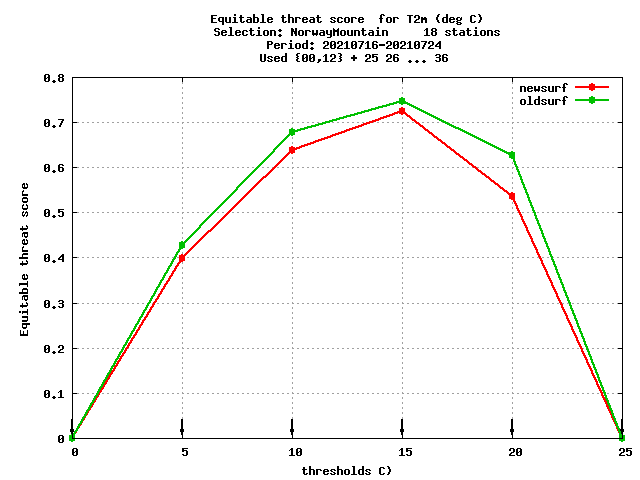 Equitable threat score  for T2m (deg C)
Selection: NorwayMountain     18 stations
Period: 20210716-20210724
Used {00,12} + 25 26 ... 36
newsurf
oldsurf
Equitable threat score
0.8
0.7
0.6
0.5
0.4
0.3
0.2
0.1
0
0 5 10 15 20 25
thresholds C)